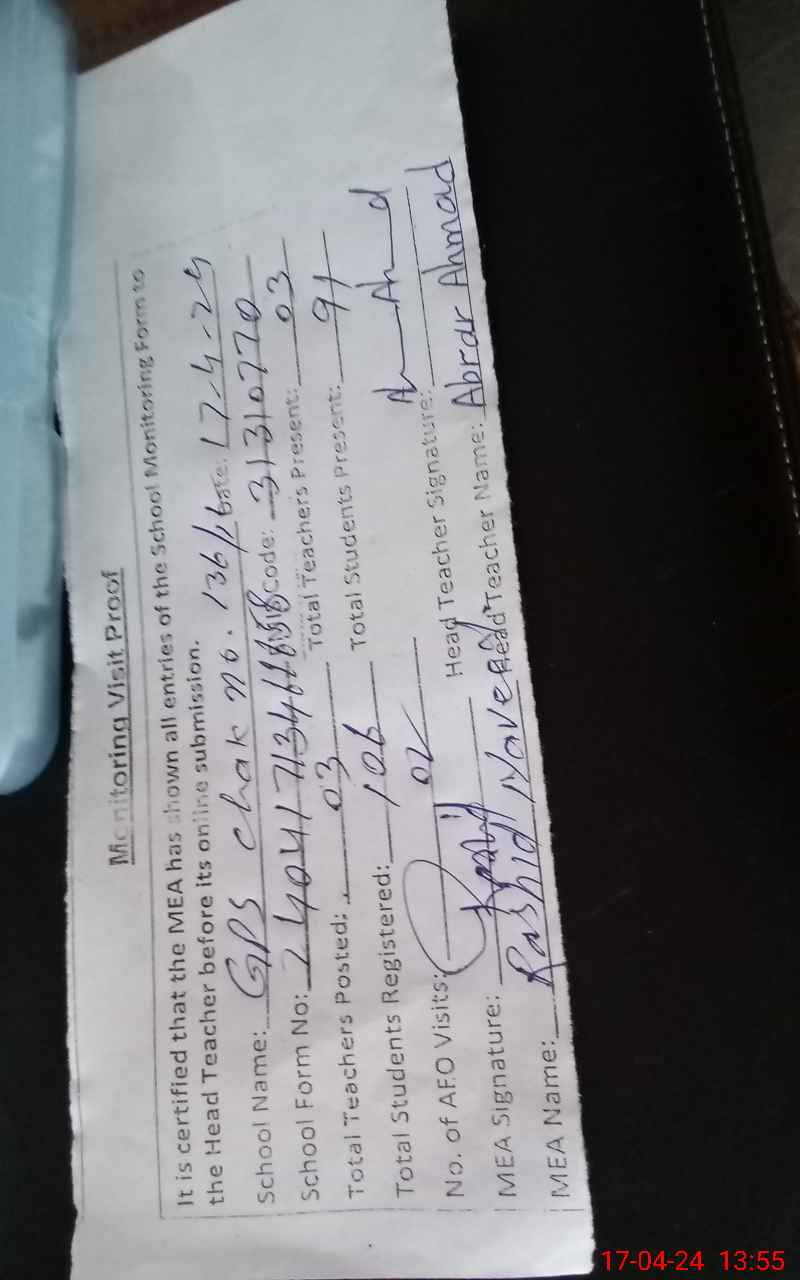 Monitoring Visit Proof
It is certified that the MEA has shown all entries of the School Monitoring Form to
the Head Teacher before its online submission.
School Name: GPS Chak no. 136/ Date: 17-4-24
School Form No: Code: 31310770
Total Teachers Posted: 03 Total Teachers Present: 03
Total Students Registered: 106 Total Students Present: 91
No. of AEO Visits: 02 Head Teacher Signature:
MEA Signature: Head Teacher Name: Abrar Ahmad
MEA Name: Rashid Naveed
17-04-24 13:55